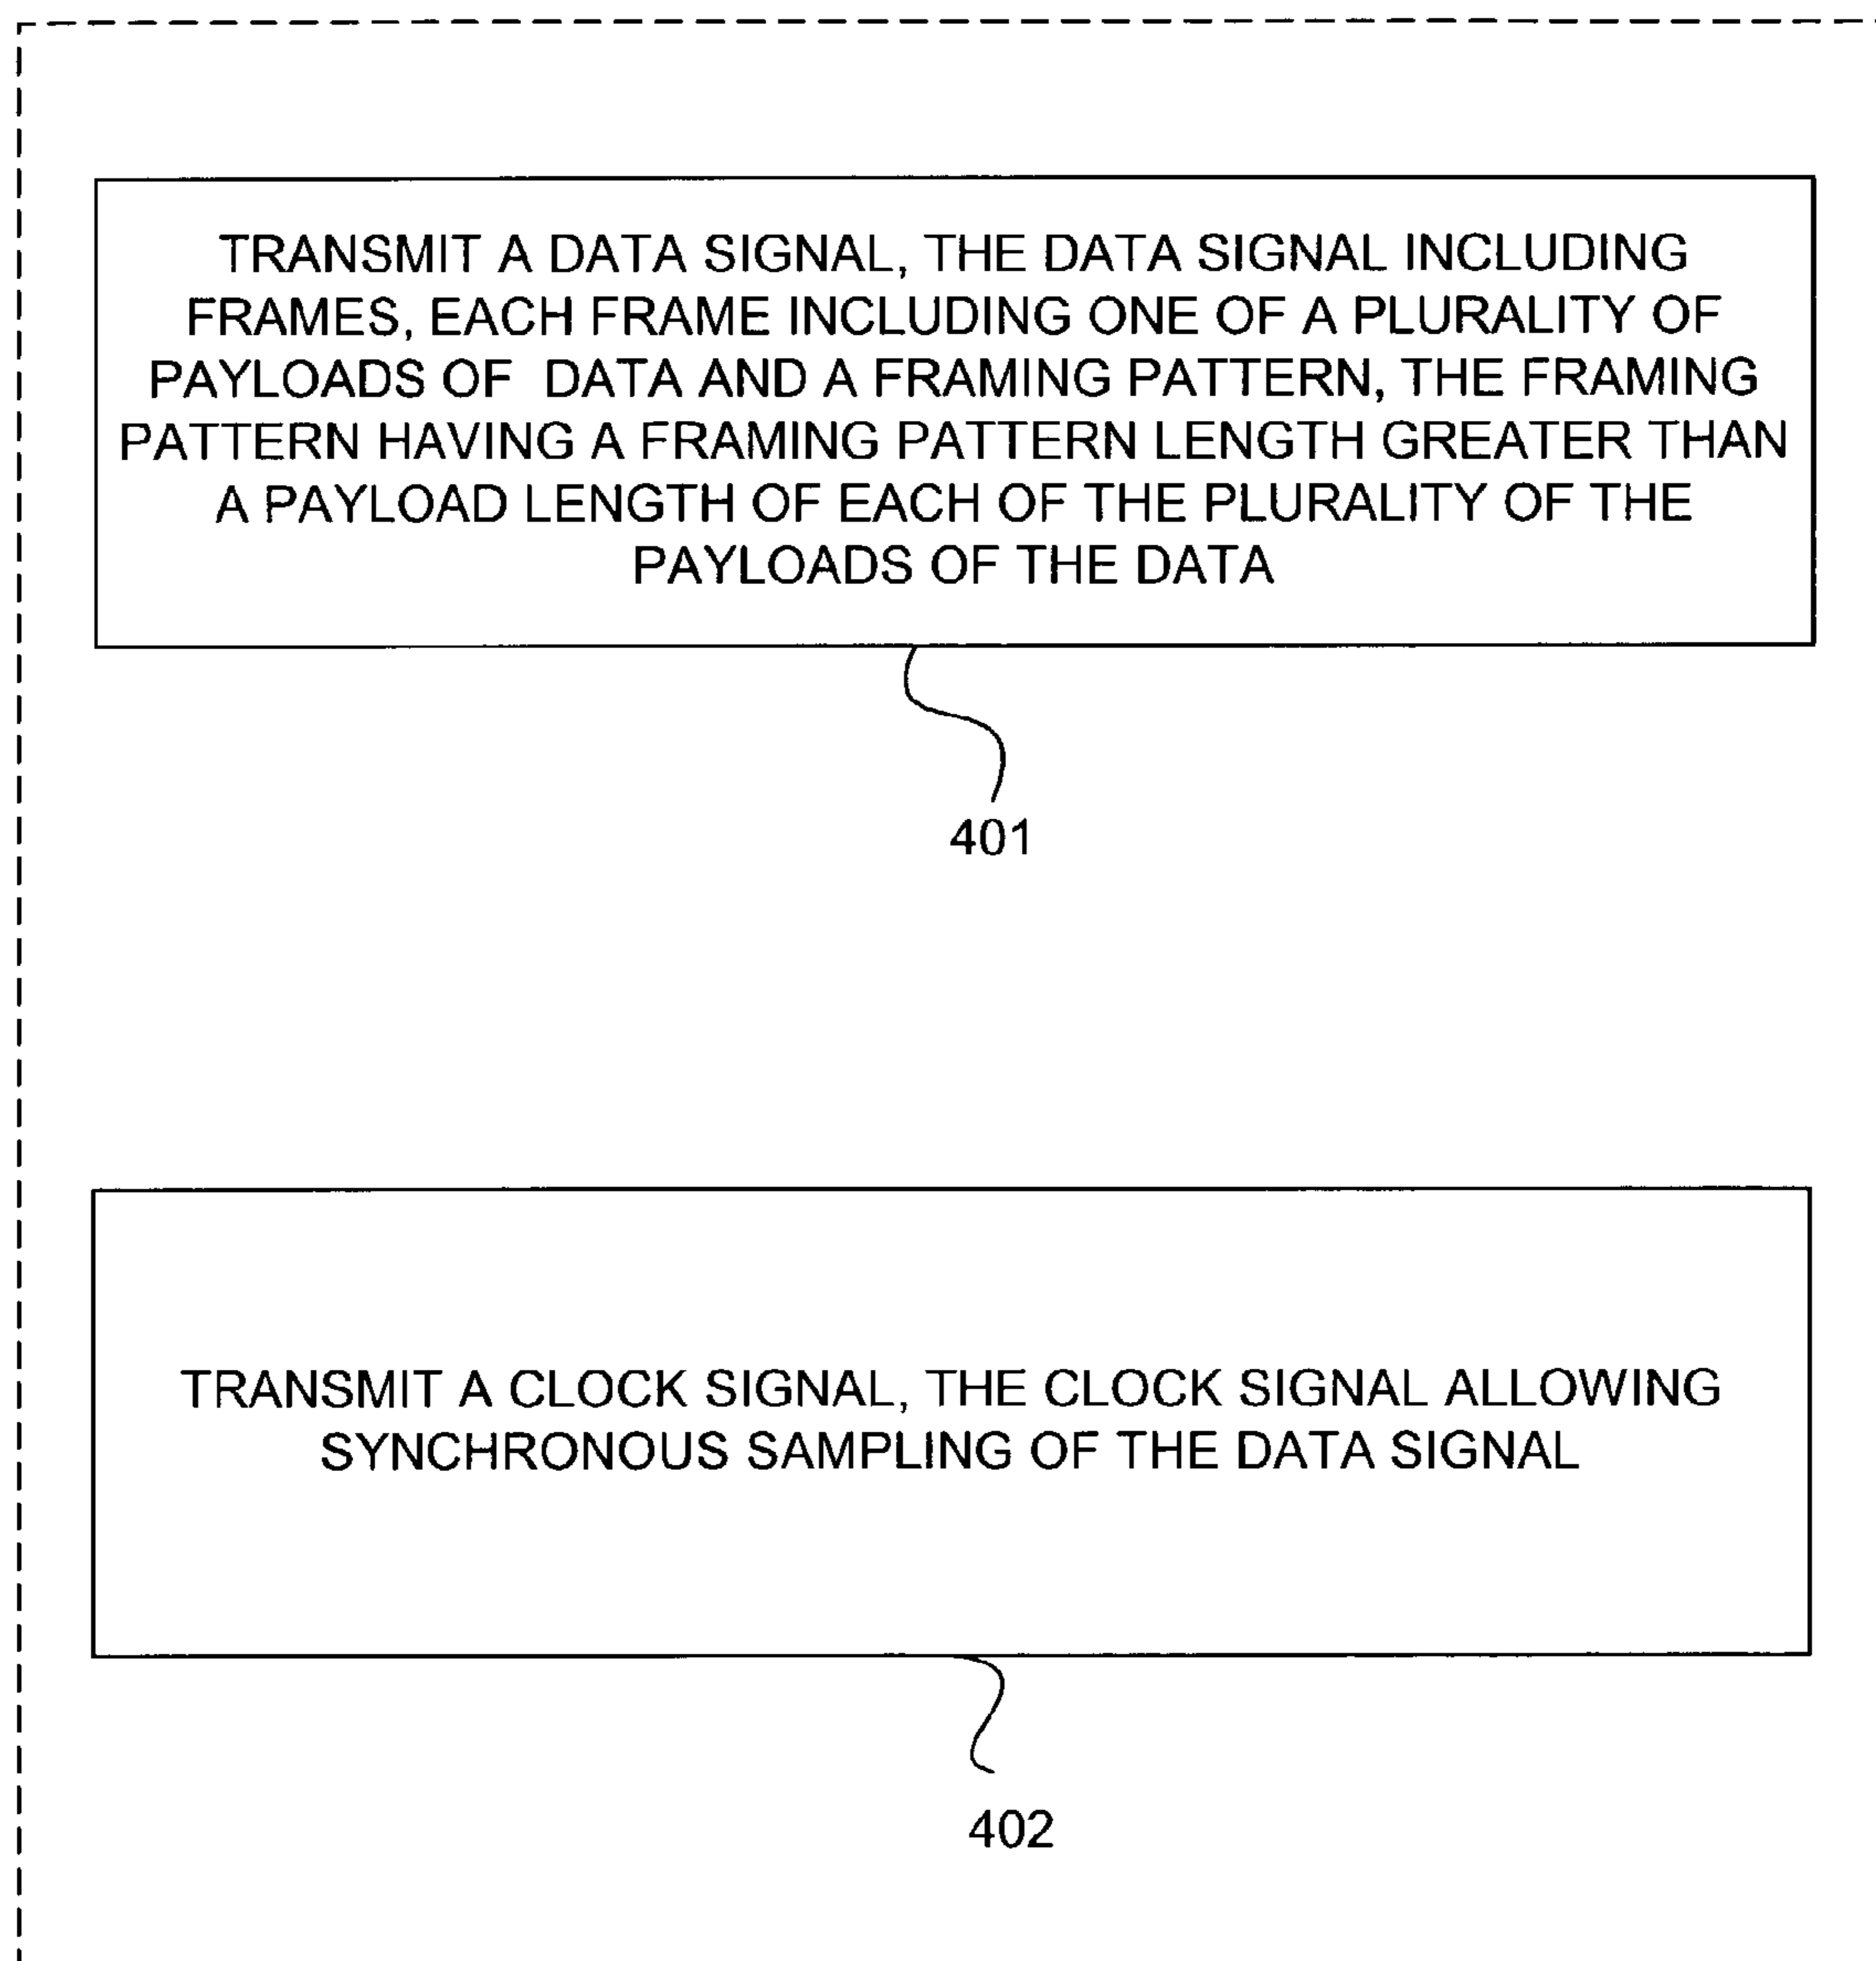 TRANSMIT A DATA SIGNAL, THE DATA SIGNAL INCLUDING
FRAMES, EACH FRAME INCLUDING ONE OF A PLURALITY OF
PAYLOADS OF DATA AND A FRAMING PATTERN, THE FRAMING
PATTERN HAVING A FRAMING PATTERN LENGTH GREATER THAN
A PAYLOAD LENGTH OF EACH OF THE PLURALITY OF THE
PAYLOADS OF THE DATA
401
TRANSMIT A CLOCK SIGNAL, THE CLOCK SIGNAL ALLOWING
SYNCHRONOUS SAMPLING OF THE DATA SIGNAL
402